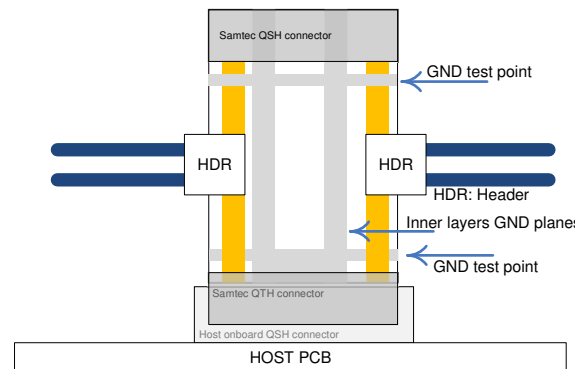 Samtec QSH connector
GND test point
HDR
HDR
HDR: Header
Inner layers GND planes
GND test point
Samtec QTH connector
Host onboard QSH connector
HOST PCB